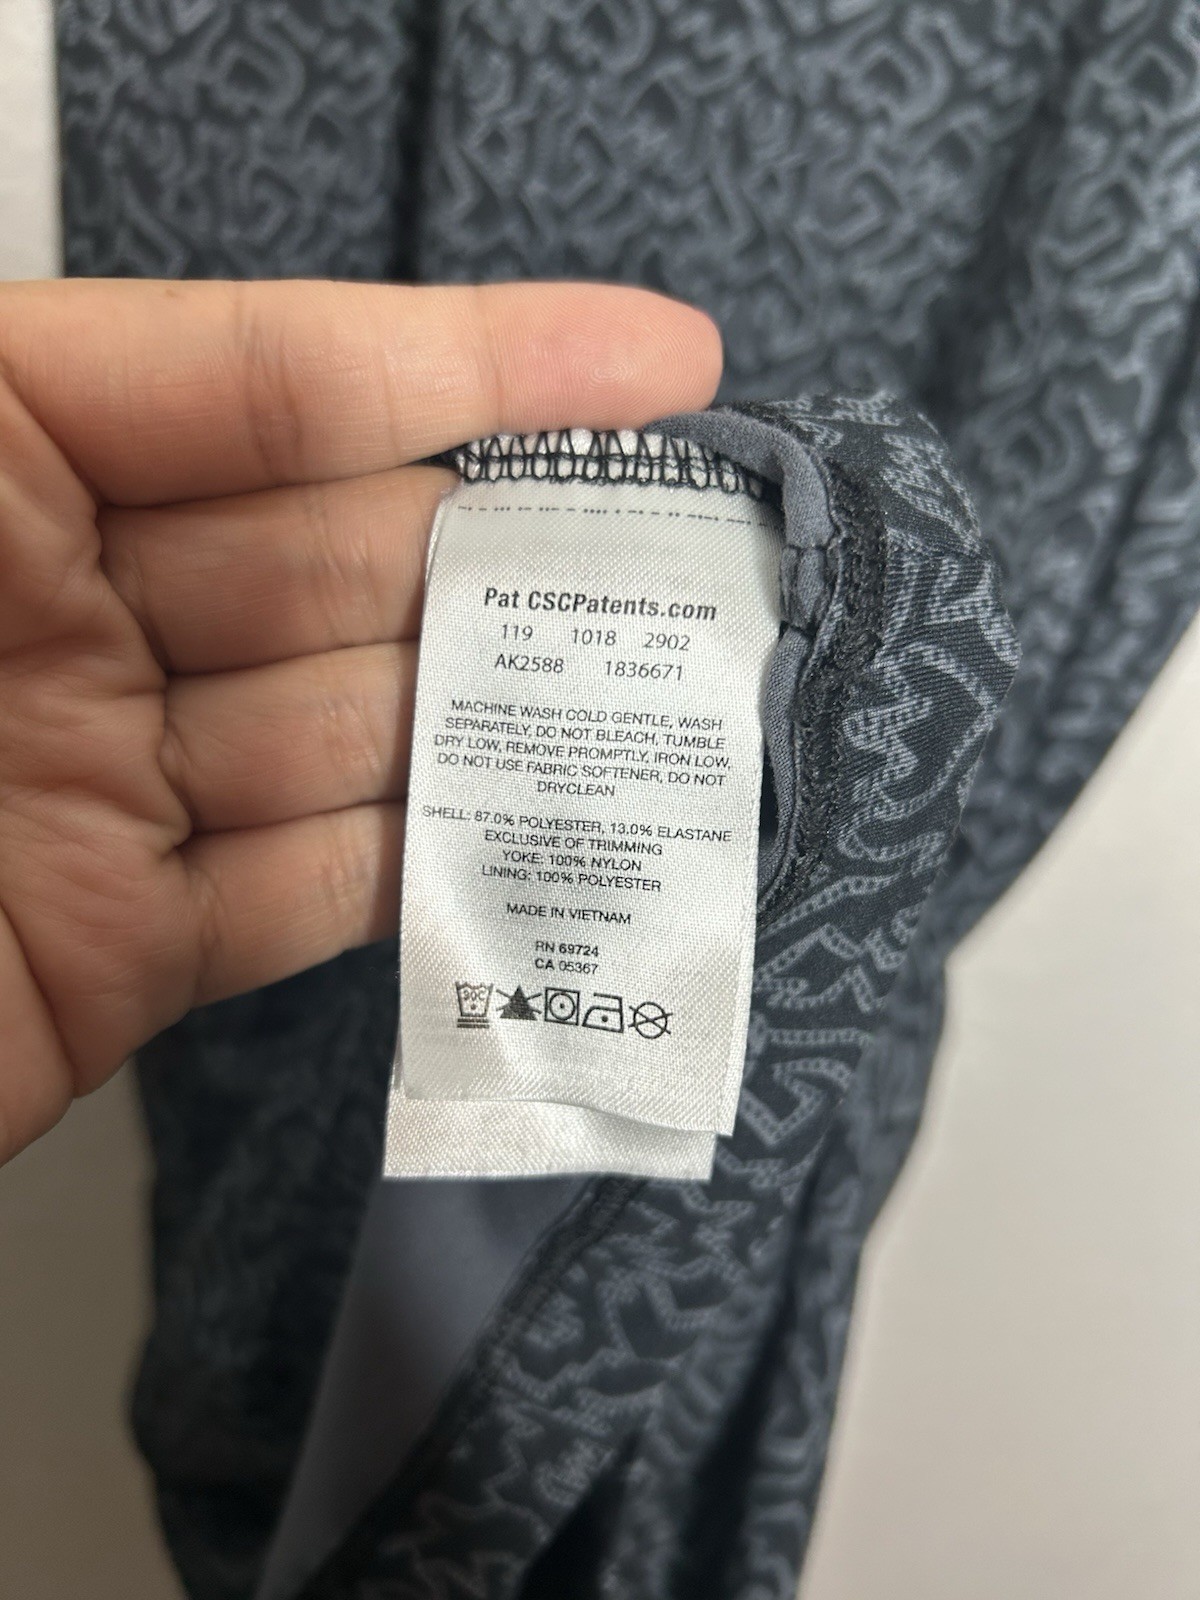 Pat CSCPatents.com
119 1018 2902
AK2588 1836671
MACHINE WASH COLD GENTLE, WASH
SEPARATELY, DO NOT BLEACH, TUMBLE
DRY LOW, REMOVE PROMPTLY, IRON LOW,
DO NOT USE FABRIC SOFTENER, DO NOT
DRYCLEAN
SHELL: 87.0% POLYESTER, 13.0% ELASTANE
EXCLUSIVE OF TRIMMING
YOKE: 100% NYLON
LINING: 100% POLYESTER
MADE IN VIETNAM
RN 69724
CA 05367
30C